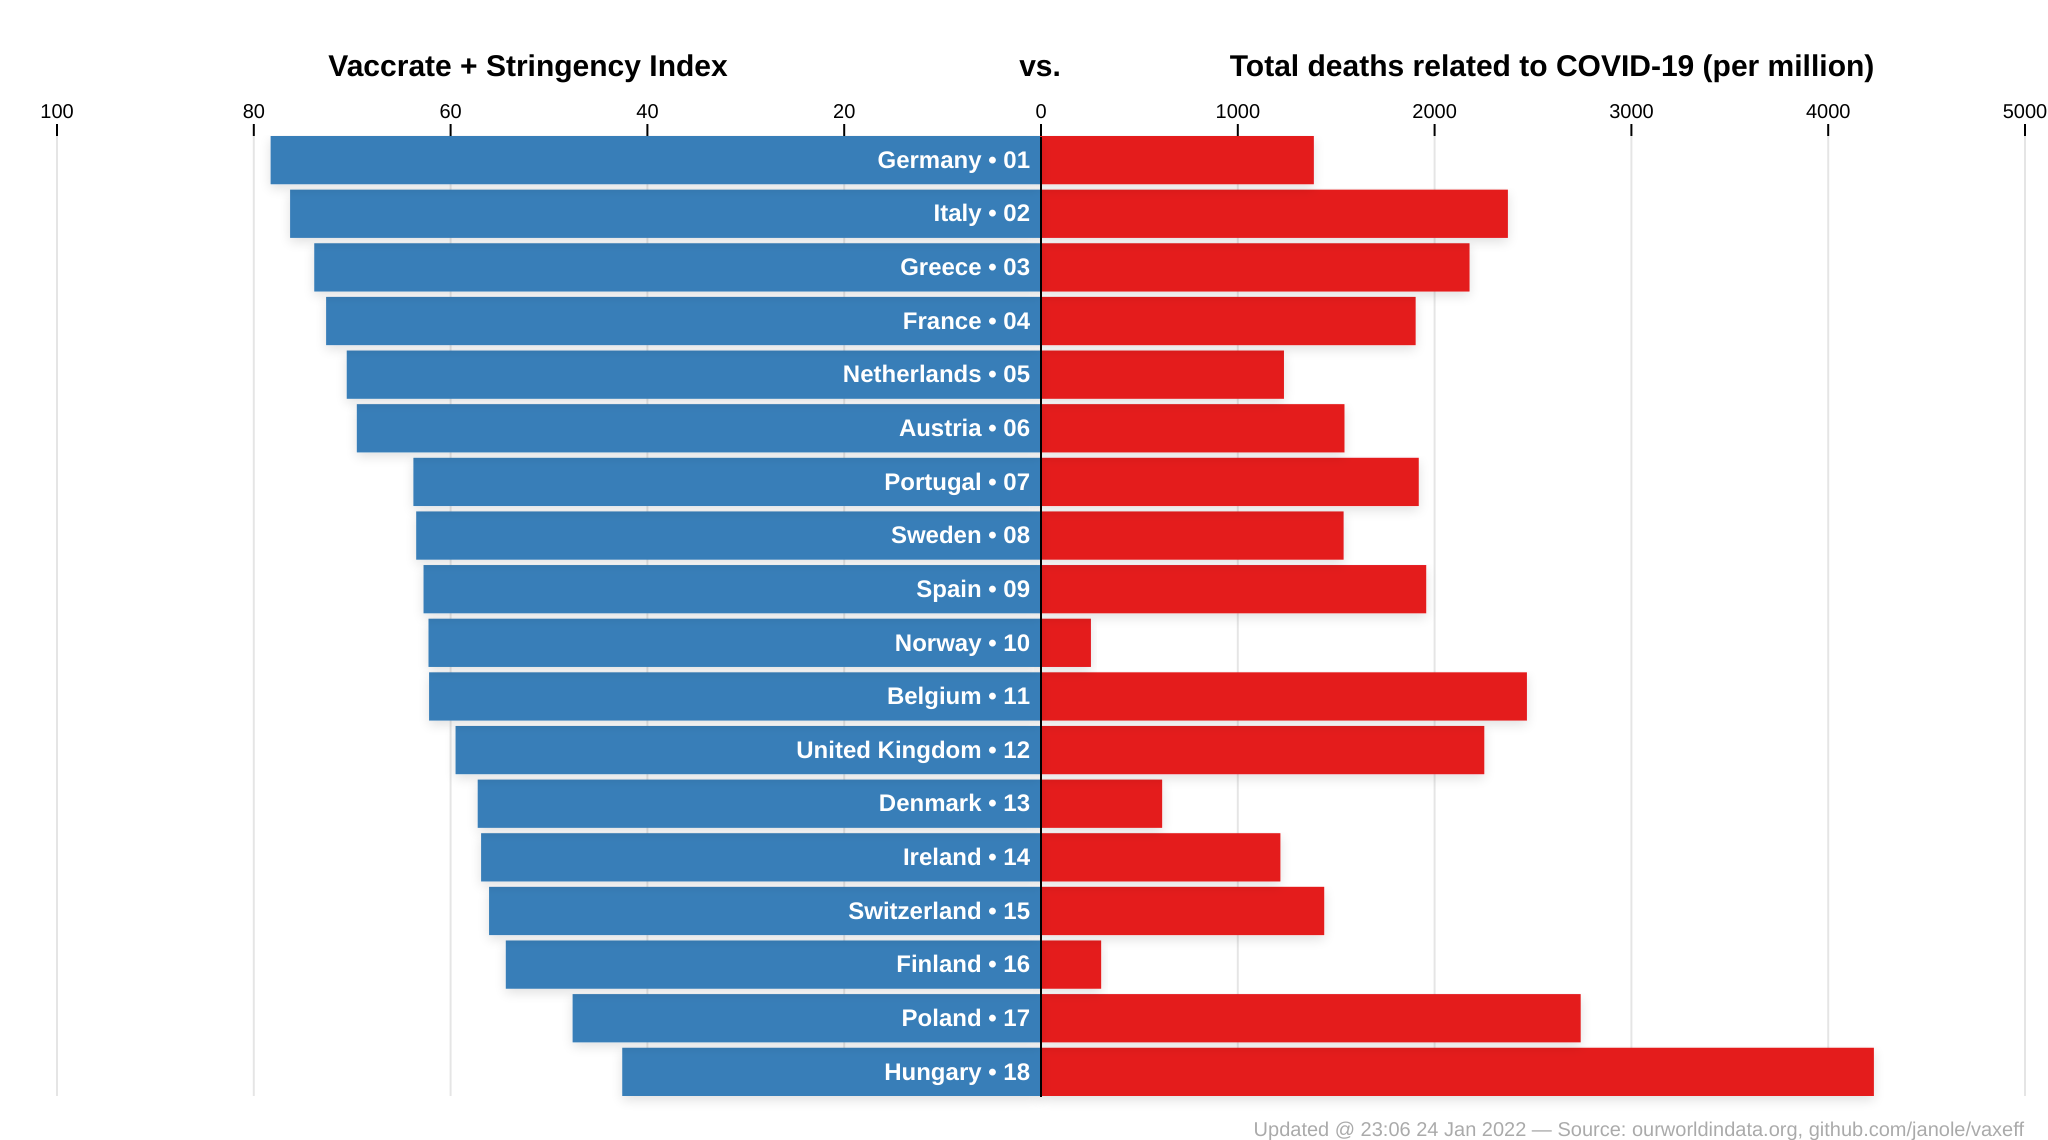 Vaccrate + Stringency Index vs. Total deaths related to COVID-19 (per million)
100 80 60 40 20 0 1000 2000 3000 4000 5000
Germany • 01
Italy • 02
Greece • 03
France • 04
Netherlands • 05
Austria • 06
Portugal • 07
Sweden • 08
Spain • 09
Norway • 10
Belgium • 11
United Kingdom • 12
Denmark • 13
Ireland • 14
Switzerland • 15
Finland • 16
Poland • 17
Hungary • 18
Updated @ 23:06 24 Jan 2022 — Source: ourworldindata.org, github.com/janole/vaxeff